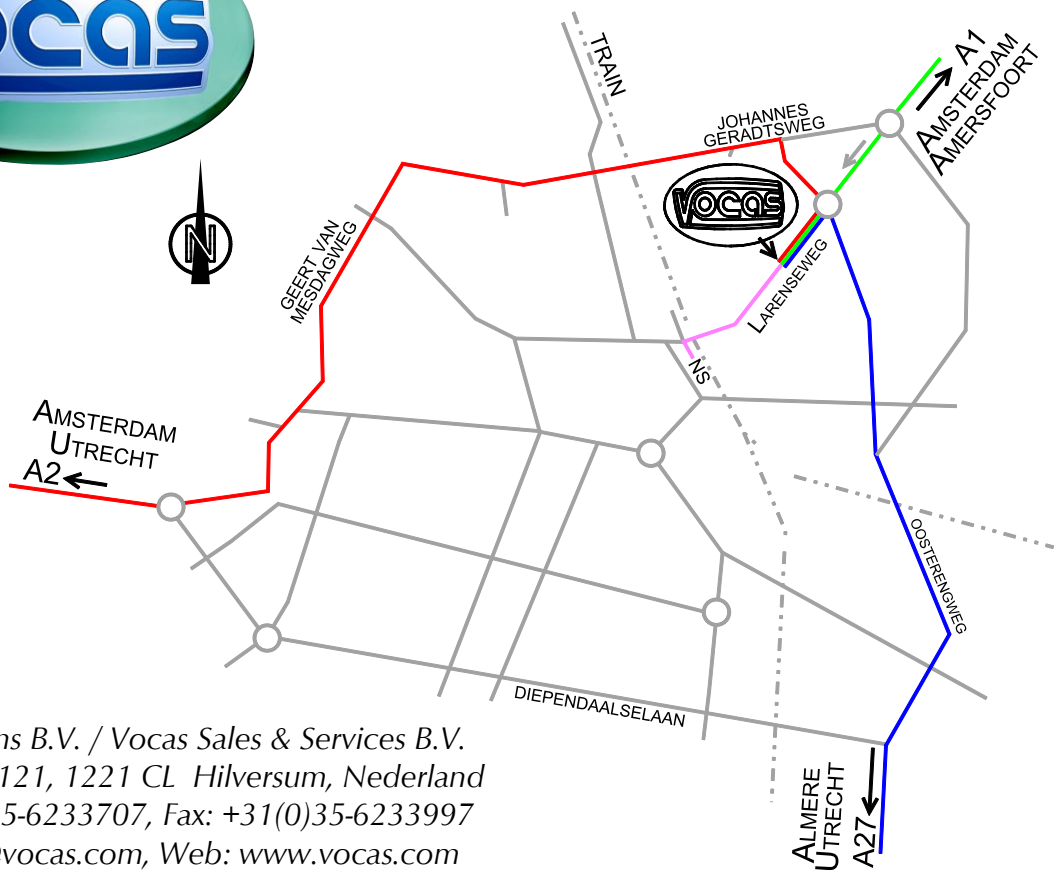 TRAIN
A1
AMSTERDAM
AMERSFOORT
JOHANNES
GERADTSWEG
VOCAS
LARENSEWEG
N
GEERT VAN
MESDAGWEG
NS
AMSTERDAM
UTRECHT
A2
OOSTERENGWEG
DIEPENDAALSELAAN
B.V. / Vocas Sales & Services B.V.
121, 1221 CL Hilversum, Nederland
5-6233707, Fax: +31(0)35-6233997
vocas.com, Web: www.vocas.com
ALMERE
UTRECHT
A27